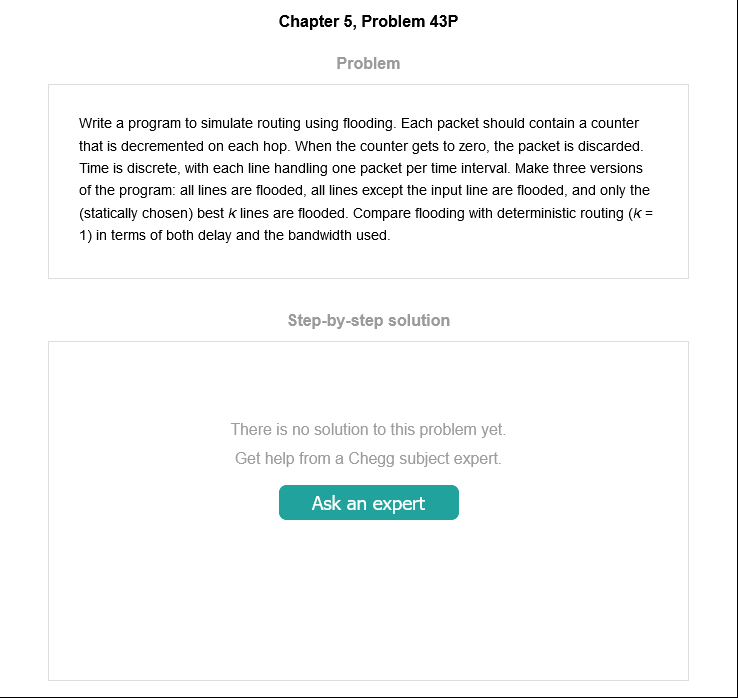 Chapter 5, Problem 43P
Problem
Write a program to simulate routing using flooding. Each packet should contain a counter
that is decremented on each hop. When the counter gets to zero, the packet is discarded.
Time is discrete, with each line handling one packet per time interval. Make three versions
of the program: all lines are flooded, all lines except the input line are flooded, and only the
(statically chosen) best k lines are flooded. Compare flooding with deterministic routing (k =
1) in terms of both delay and the bandwidth used.
Step-by-step solution
There is no solution to this problem yet.
Get help from a Chegg subject expert.
Ask an expert